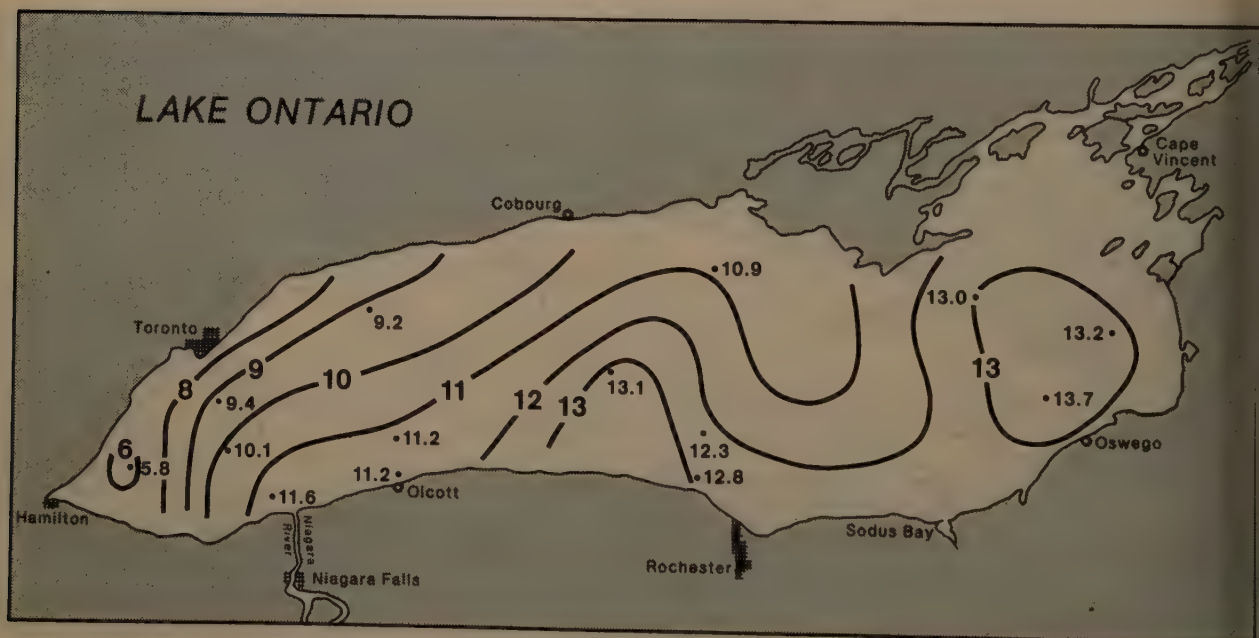 LAKE ONTARIO
Cape
Vincent
Cobourg
10.9
13.0
9.2
13.2
Toronto
9
13
8
10
11
12
13
13.1
9.4
13.7
11.2
12.3
Oswego
6
5.8
10.1
11.2
12.8
Olcott
11.6
Hamilton
Niagara
River
Sodus Bay
Rochester
Niagara Falls